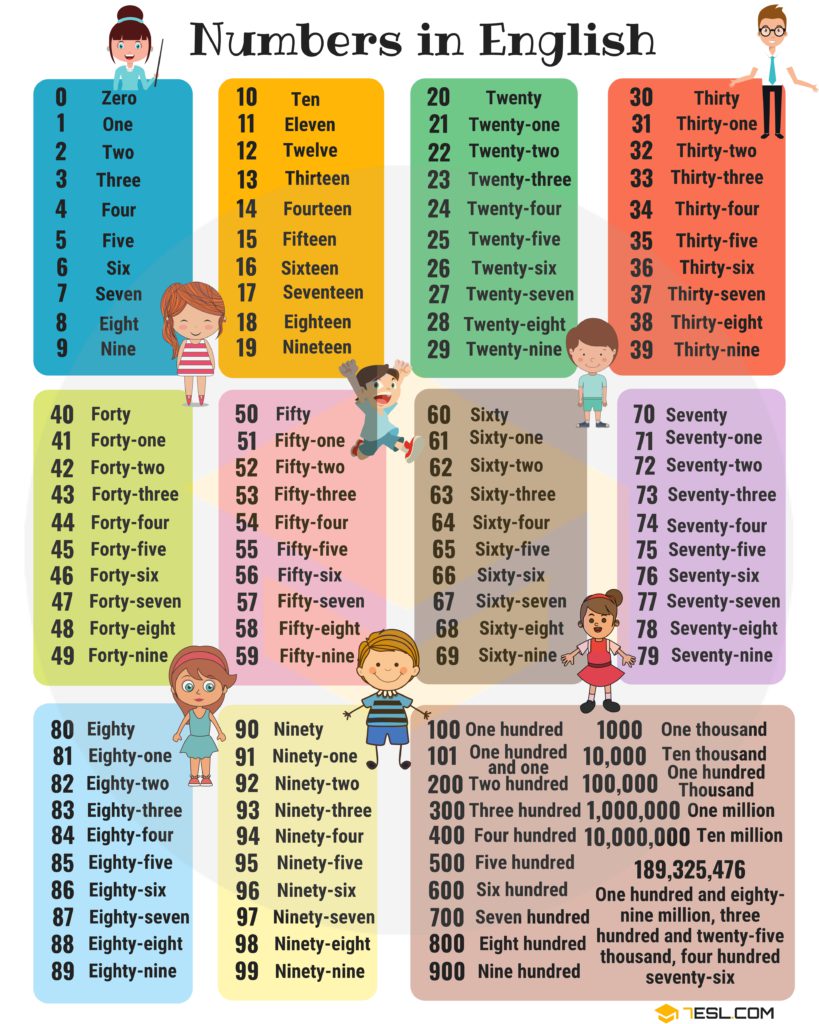 Numbers in English
0 Zero
1 One
2 Two
3 Three
4 Four
5 Five
6 Six
7 Seven
8 Eight
9 Nine
10 Ten
11 Eleven
12 Twelve
13 Thirteen
14 Fourteen
15 Fifteen
16 Sixteen
17 Seventeen
18 Eighteen
19 Nineteen
20 Twenty
21 Twenty-one
22 Twenty-two
23 Twenty-three
24 Twenty-four
25 Twenty-five
26 Twenty-six
27 Twenty-seven
28 Twenty-eight
29 Twenty-nine
30 Thirty
31 Thirty-one
32 Thirty-two
33 Thirty-three
34 Thirty-four
35 Thirty-five
36 Thirty-six
37 Thirty-seven
38 Thirty-eight
39 Thirty-nine
40 Forty
41 Forty-one
42 Forty-two
43 Forty-three
44 Forty-four
45 Forty-five
46 Forty-six
47 Forty-seven
48 Forty-eight
49 Forty-nine
50 Fifty
51 Fifty-one
52 Fifty-two
53 Fifty-three
54 Fifty-four
55 Fifty-five
56 Fifty-six
57 Fifty-seven
58 Fifty-eight
59 Fifty-nine
60 Sixty
61 Sixty-one
62 Sixty-two
63 Sixty-three
64 Sixty-four
65 Sixty-five
66 Sixty-six
67 Sixty-seven
68 Sixty-eight
69 Sixty-nine
70 Seventy
71 Seventy-one
72 Seventy-two
73 Seventy-three
74 Seventy-four
75 Seventy-five
76 Seventy-six
77 Seventy-seven
78 Seventy-eight
79 Seventy-nine
80 Eighty
81 Eighty-one
82 Eighty-two
83 Eighty-three
84 Eighty-four
85 Eighty-five
86 Eighty-six
87 Eighty-seven
88 Eighty-eight
89 Eighty-nine
90 Ninety
91 Ninety-one
92 Ninety-two
93 Ninety-three
94 Ninety-four
95 Ninety-five
96 Ninety-six
97 Ninety-seven
98 Ninety-eight
99 Ninety-nine
100 One hundred
101 One hundred
and one
200 Two hundred
300 Three hundred
400 Four hundred
500 Five hundred
600 Six hundred
700 Seven hundred
800 Eight hundred
900 Nine hundred
1000 One thousand
10,000 Ten thousand
100,000 One hundred
Thousand
1,000,000 One million
10,000,000 Ten million
189,325,476
One hundred and eighty-
nine million, three
hundred and twenty-five
thousand, four hundred
seventy-six
7ESL.COM